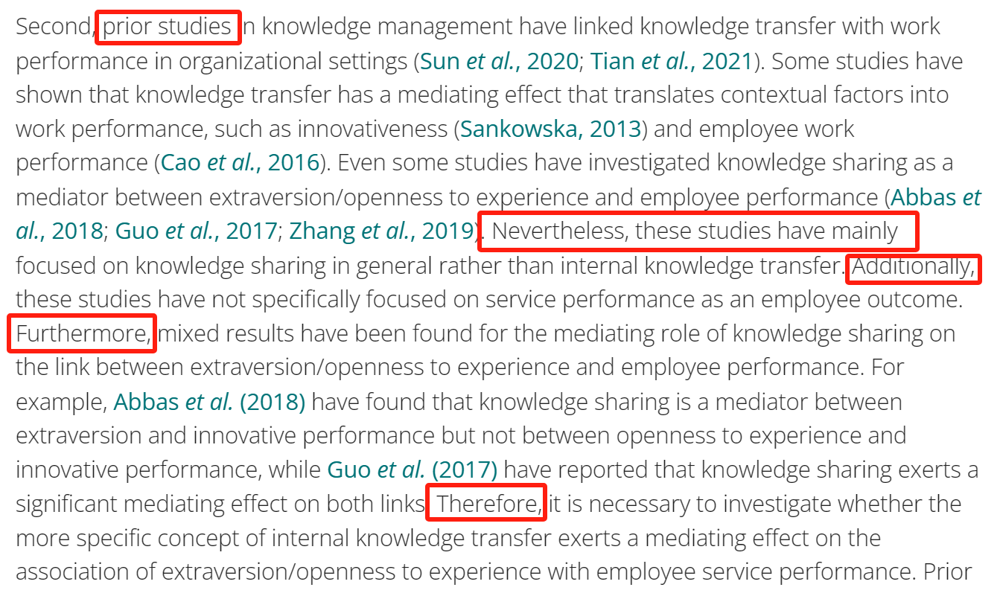 Second, prior studies in knowledge management have linked knowledge transfer with work
performance in organizational settings (Sun et al., 2020; Tian et al., 2021). Some studies have
shown that knowledge transfer has a mediating effect that translates contextual factors into
work performance, such as innovativeness (Sankowska, 2013) and employee work
performance (Cao et al., 2016). Even some studies have investigated knowledge sharing as a
mediator between extraversion/openness to experience and employee performance (Abbas et
al., 2018; Guo et al., 2017; Zhang et al., 2019). Nevertheless, these studies have mainly
focused on knowledge sharing in general rather than internal knowledge transfer. Additionally,
these studies have not specifically focused on service performance as an employee outcome.
Furthermore, mixed results have been found for the mediating role of knowledge sharing on
the link between extraversion/openness to experience and employee performance. For
example, Abbas et al. (2018) have found that knowledge sharing is a mediator between
extraversion and innovative performance but not between openness to experience and
innovative performance, while Guo et al. (2017) have reported that knowledge sharing exerts a
significant mediating effect on both links. Therefore, it is necessary to investigate whether the
more specific concept of internal knowledge transfer exerts a mediating effect on the
association of extraversion/openness to experience with employee service performance. Prior